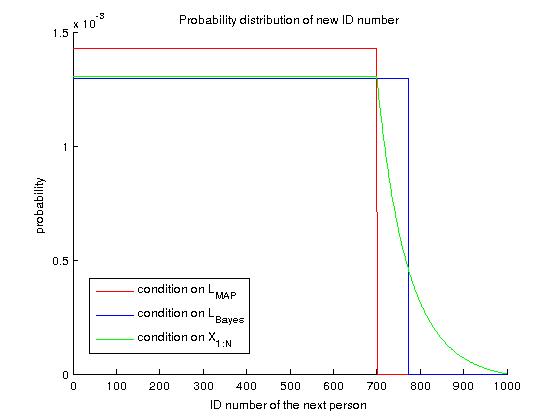 Probability distribution of new ID number
x 10⁻³
1.5
1
0.5
0
probability
condition on L_MAP
condition on L_Bayes
condition on X_1:N
0 100 200 300 400 500 600 700 800 900 1000
ID number of the next person